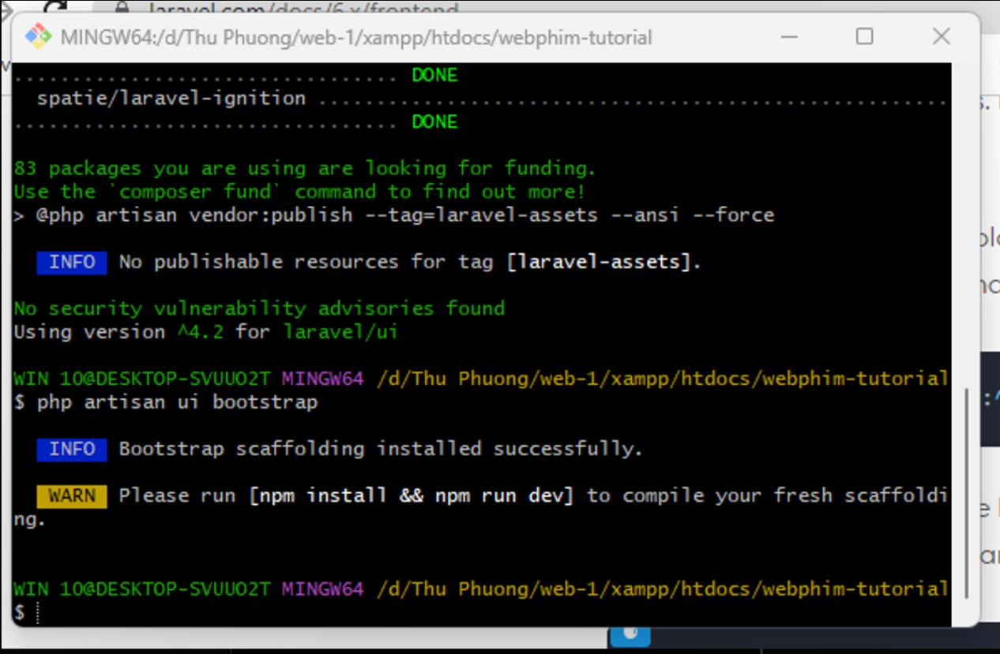 laravel.com/docs/6.x/frontend
MINGW64:/d/Thu Phuong/web-1/xampp/htdocs/webphim-tutorial
................................. DONE
spatie/laravel-ignition ......................................................
................................. DONE
83 packages you are using are looking for funding.
Use the `composer fund` command to find out more!
> @php artisan vendor:publish --tag=laravel-assets --ansi --force
INFO No publishable resources for tag [laravel-assets].
No security vulnerability advisories found
Using version ^4.2 for laravel/ui
WIN 10@DESKTOP-SVUUO2T MINGW64 /d/Thu Phuong/web-1/xampp/htdocs/webphim-tutorial
$ php artisan ui bootstrap
INFO Bootstrap scaffolding installed successfully.
WARN Please run [npm install && npm run dev] to compile your fresh scaffoldi
ng.
WIN 10@DESKTOP-SVUUO2T MINGW64 /d/Thu Phuong/web-1/xampp/htdocs/webphim-tutorial
$